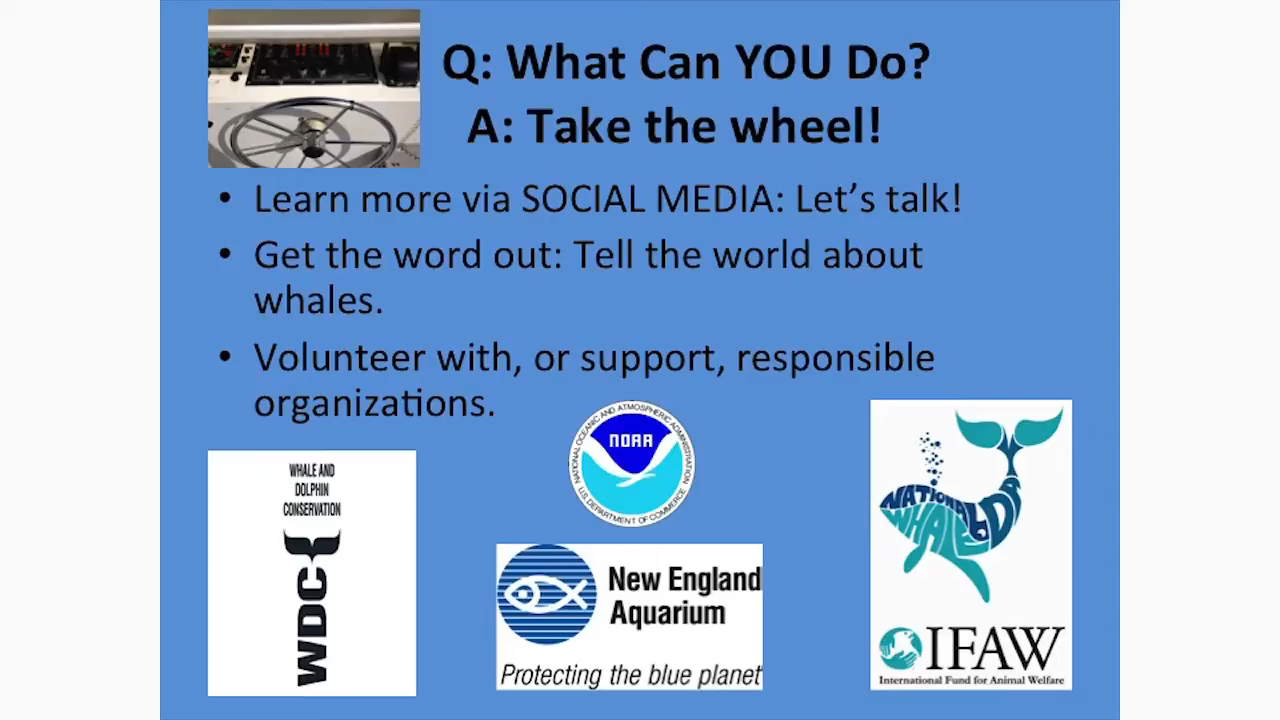 Q: What Can YOU Do?
A: Take the wheel!
• Learn more via SOCIAL MEDIA: Let’s talk!
• Get the word out: Tell the world about
whales.
• Volunteer with, or support, responsible
organizations.
NATIONAL OCEANIC AND ATMOSPHERIC ADMINISTRATION
NOAA
U.S. DEPARTMENT OF COMMERCE
WHALE AND
DOLPHIN
CONSERVATION
WDC
New England
Aquarium
Protecting the blue planet
NATIONAL
WHALE DAY
IFAW
International Fund for Animal Welfare